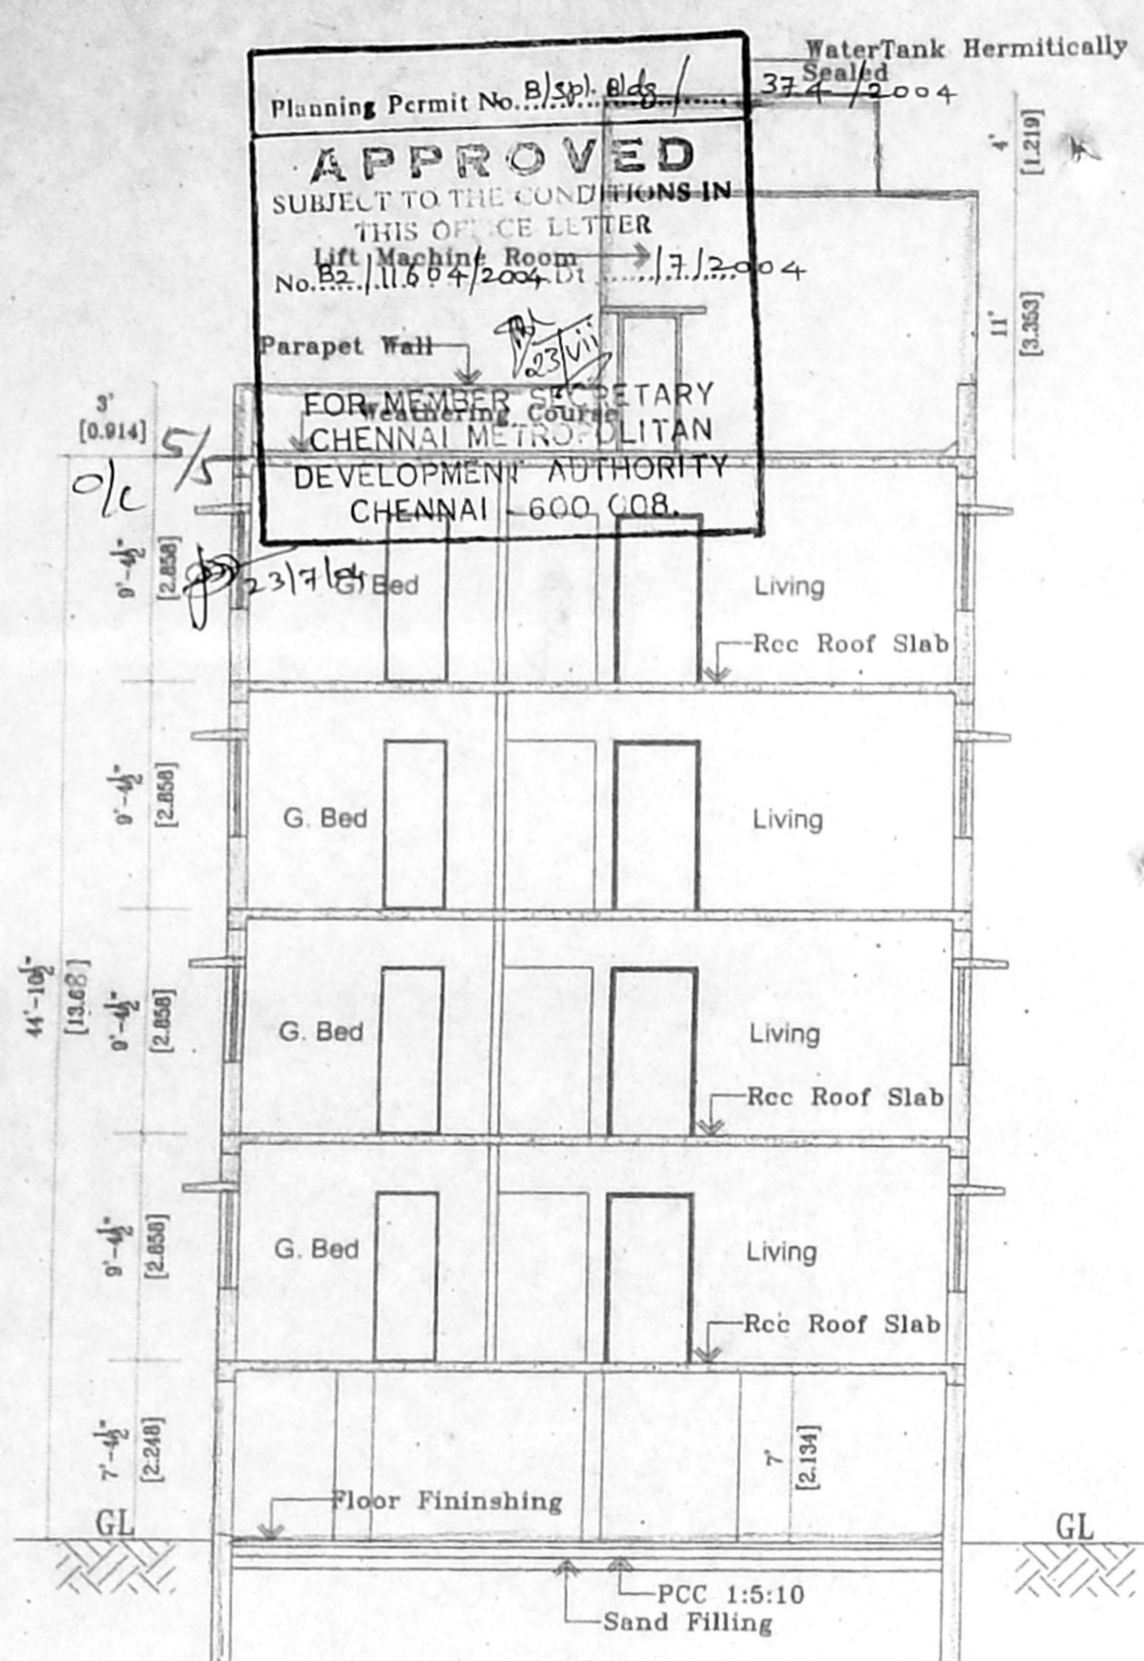 WaterTank Hermitically
Sealed
Planning Permit No. B/spl. Bldg / 374 /2004
APPROVED
SUBJECT TO THE CONDITIONS IN
THIS OFFICE LETTER
Lift Machine Room
No. B2/11604/2004 Dt ...../7/2004
23/vii
Parapet Wall
FOR MEMBER SECRETARY
Weathering Course
CHENNAI METROPOLITAN
DEVELOPMENT AUTHORITY
CHENNAI - 600 008.
4'
[1.219]
11'
[3.353]
3'
[0.914]
5/5
O/C
23/7/04
9'-4½"
[2.858]
G. Bed
Living
Rcc Roof Slab
9'-4½"
[2.858]
G. Bed
Living
44'-10½"
[13.68]
9'-4½"
[2.858]
G. Bed
Living
Rcc Roof Slab
9'-4½"
[2.858]
G. Bed
Living
Rcc Roof Slab
7'-4½"
[2.248]
7'
[2.134]
Floor Fininshing
GL
GL
PCC 1:5:10
Sand Filling